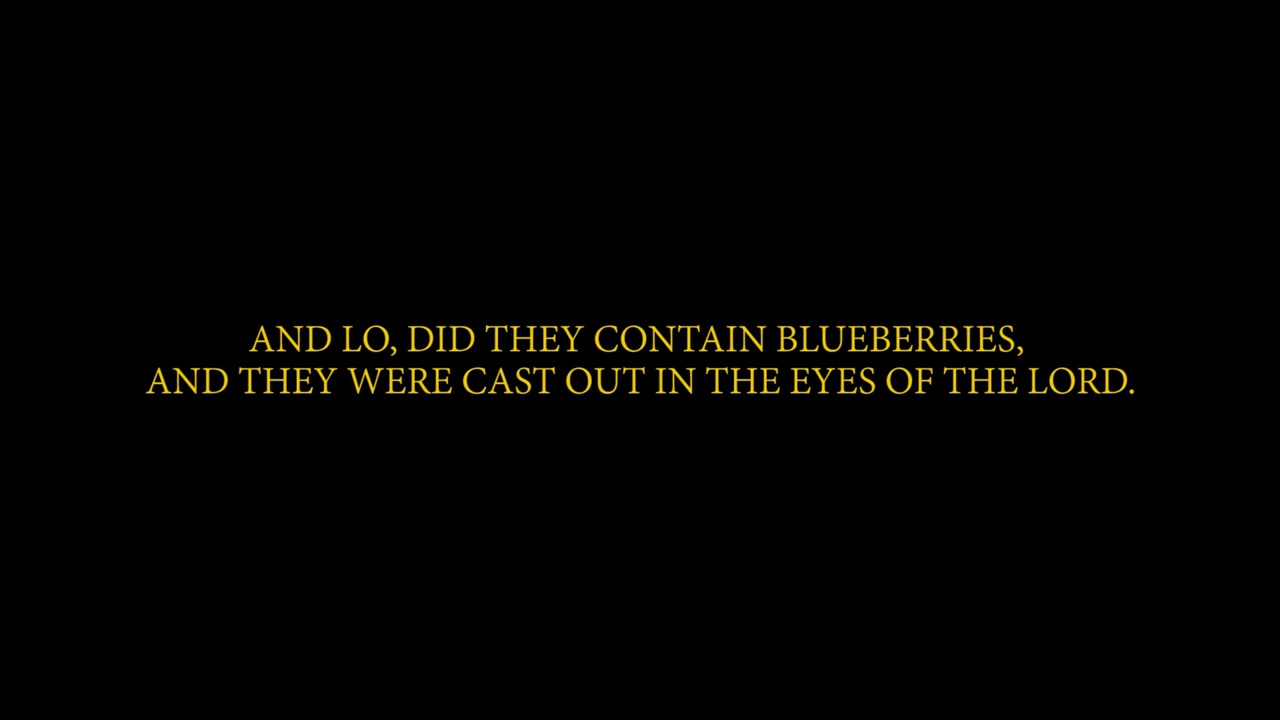 AND LO, DID THEY CONTAIN BLUEBERRIES,
AND THEY WERE CAST OUT IN THE EYES OF THE LORD.